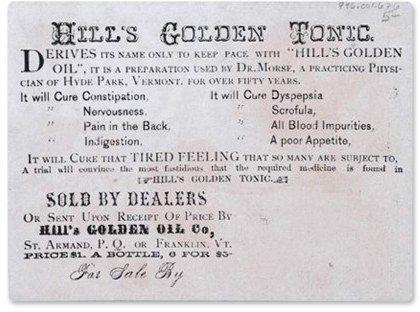 HILL'S GOLDEN TONIC.
DERIVES ITS NAME ONLY TO KEEP PACE WITH "HILL'S GOLDEN
OIL", IT IS A PREPARATION USED BY DR. MORSE, A PRACTICING PHYSI-
CIAN OF HYDE PARK, VERMONT, FOR OVER FIFTY YEARS.
It will Cure Constipation, It will Cure Dyspepsia
" Nervousness. " Scrofula,
" Pain in the Back, " All Blood Impurities,
" Indigestion, " A poor Appetite,
IT WILL CURE THAT TIRED FEELING THAT SO MANY ARE SUBJECT TO,
A trial will convince the most fastidious that the required medicine is found in
HILL'S GOLDEN TONIC.
SOLD BY DEALERS
OR SENT UPON RECEIPT OF PRICE BY
Hill's GOLDEN OIL Co,
ST. ARMAND, P. Q. OR FRANKLIN, VT.
PRICE $1. A BOTTLE, 6 FOR $5-
For Sale By